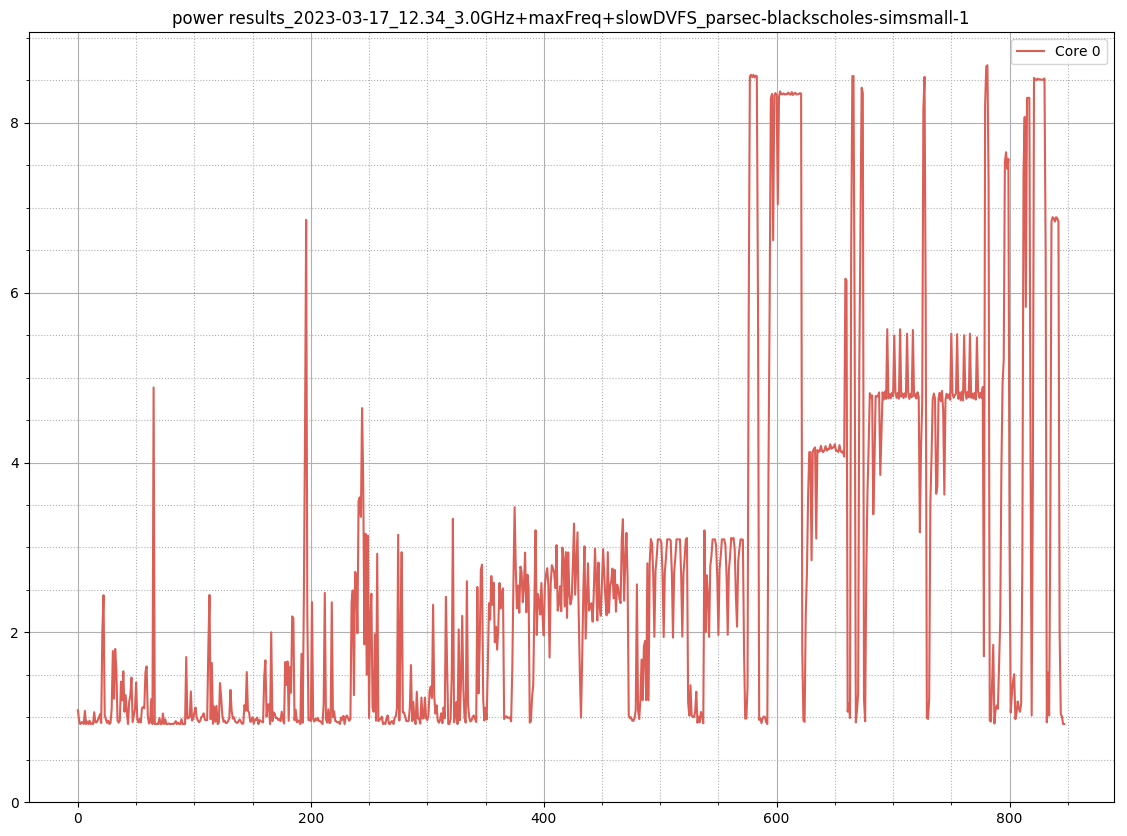 power results_2023-03-17_12.34_3.0GHz+maxFreq+slowDVFS_parsec-blackscholes-simsmall-1
Core 0
8
6
4
2
0
0 200 400 600 800